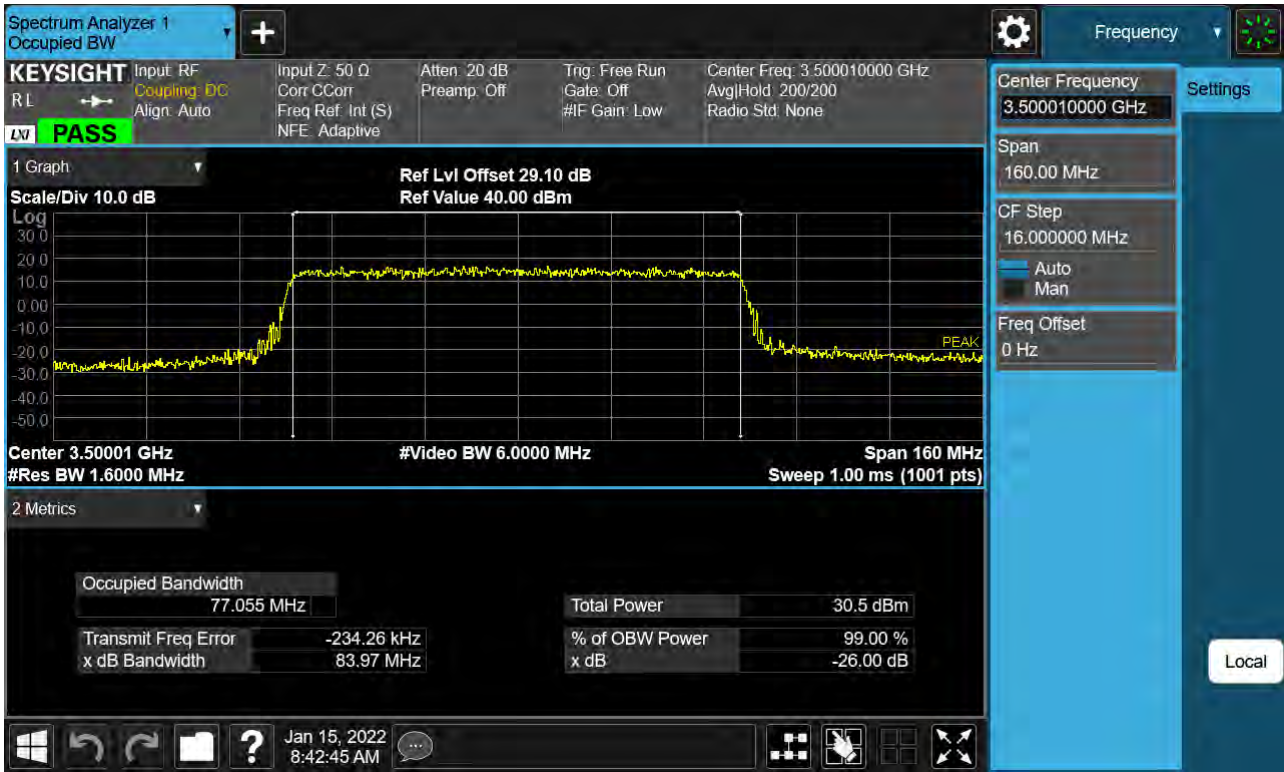 Spectrum Analyzer 1
Occupied BW
+
Frequency
KEYSIGHT
RL
LXI PASS
Input: RF
Coupling: DC
Align: Auto
Input Z: 50 Ω
Corr CCorr
Freq Ref: Int (S)
NFE: Adaptive
Atten: 20 dB
Preamp: Off
Trig: Free Run
Gate: Off
#IF Gain: Low
Center Freq: 3.500010000 GHz
Avg|Hold: 200/200
Radio Std: None
Center Frequency
3.500010000 GHz
Settings
Span
160.00 MHz
CF Step
16.000000 MHz
Auto
Man
Freq Offset
0 Hz
Local
1 Graph
Scale/Div 10.0 dB
Ref Lvl Offset 29.10 dB
Ref Value 40.00 dBm
Log
30.0
20.0
10.0
0.00
-10.0
-20.0
-30.0
-40.0
-50.0
PEAK
Center 3.50001 GHz
#Video BW 6.0000 MHz
Span 160 MHz
#Res BW 1.6000 MHz
Sweep 1.00 ms (1001 pts)
2 Metrics
Occupied Bandwidth
77.055 MHz
Total Power 30.5 dBm
Transmit Freq Error -234.26 kHz
% of OBW Power 99.00 %
x dB Bandwidth 83.97 MHz
x dB -26.00 dB
?
Jan 15, 2022
8:42:45 AM